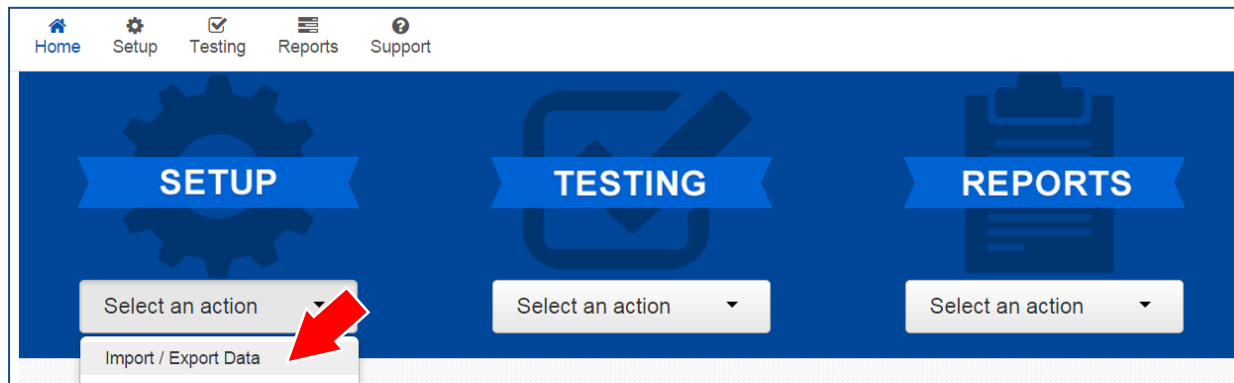 Home Setup Testing Reports Support
SETUP TESTING REPORTS
Select an action Select an action Select an action
Import / Export Data